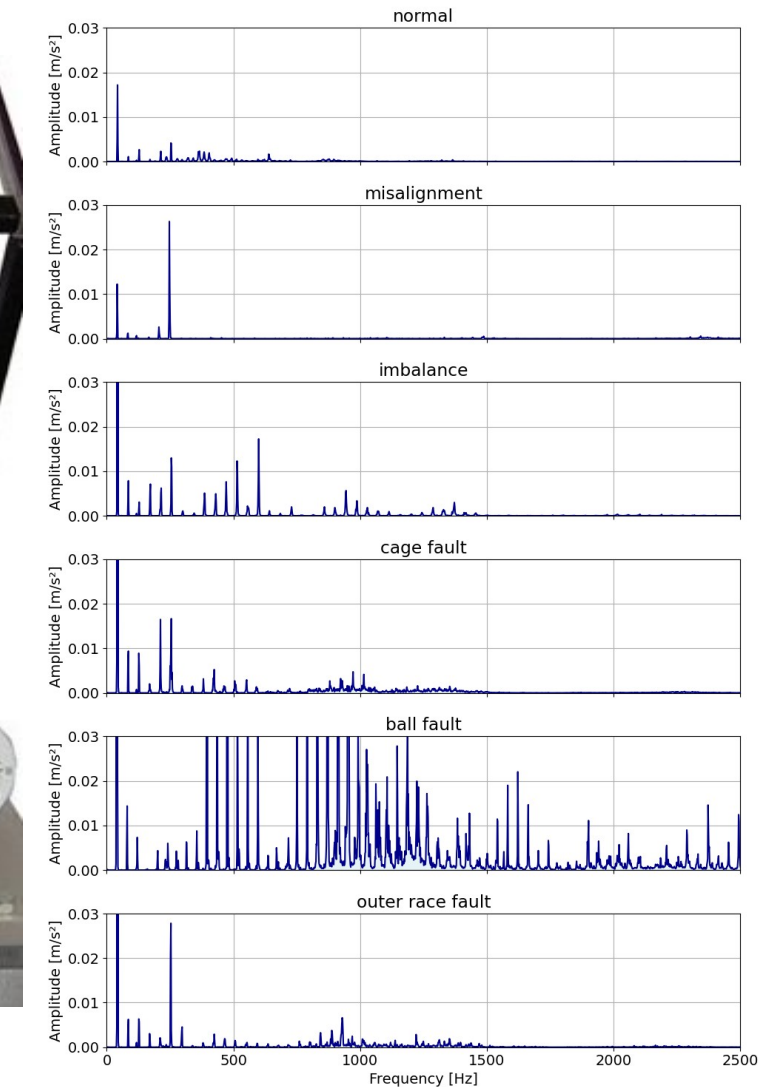 normal
Amplitude [m/s²]
0.03
0.02
0.01
0.00
misalignment
Amplitude [m/s²]
0.03
0.02
0.01
0.00
imbalance
Amplitude [m/s²]
0.03
0.02
0.01
0.00
cage fault
Amplitude [m/s²]
0.03
0.02
0.01
0.00
ball fault
Amplitude [m/s²]
0.03
0.02
0.01
0.00
outer race fault
Amplitude [m/s²]
0.03
0.02
0.01
0.00
0 500 1000 1500 2000 2500
Frequency [Hz]